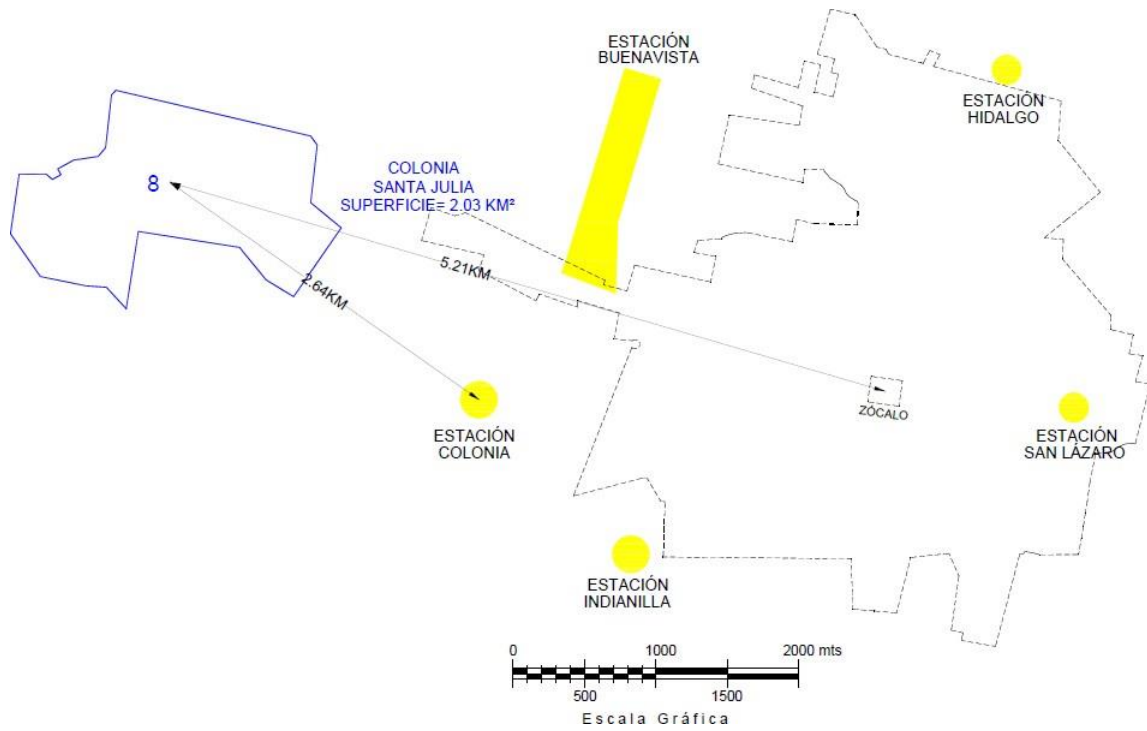 ESTACIÓN
BUENAVISTA
ESTACIÓN
HIDALGO
8
COLONIA
SANTA JULIA
SUPERFICIE= 2.03 KM²
5.21KM
2.64KM
ZÓCALO
ESTACIÓN
COLONIA
ESTACIÓN
SAN LÁZARO
ESTACIÓN
INDIANILLA
0 1000 2000 mts
500 1500
Escala Gráfica